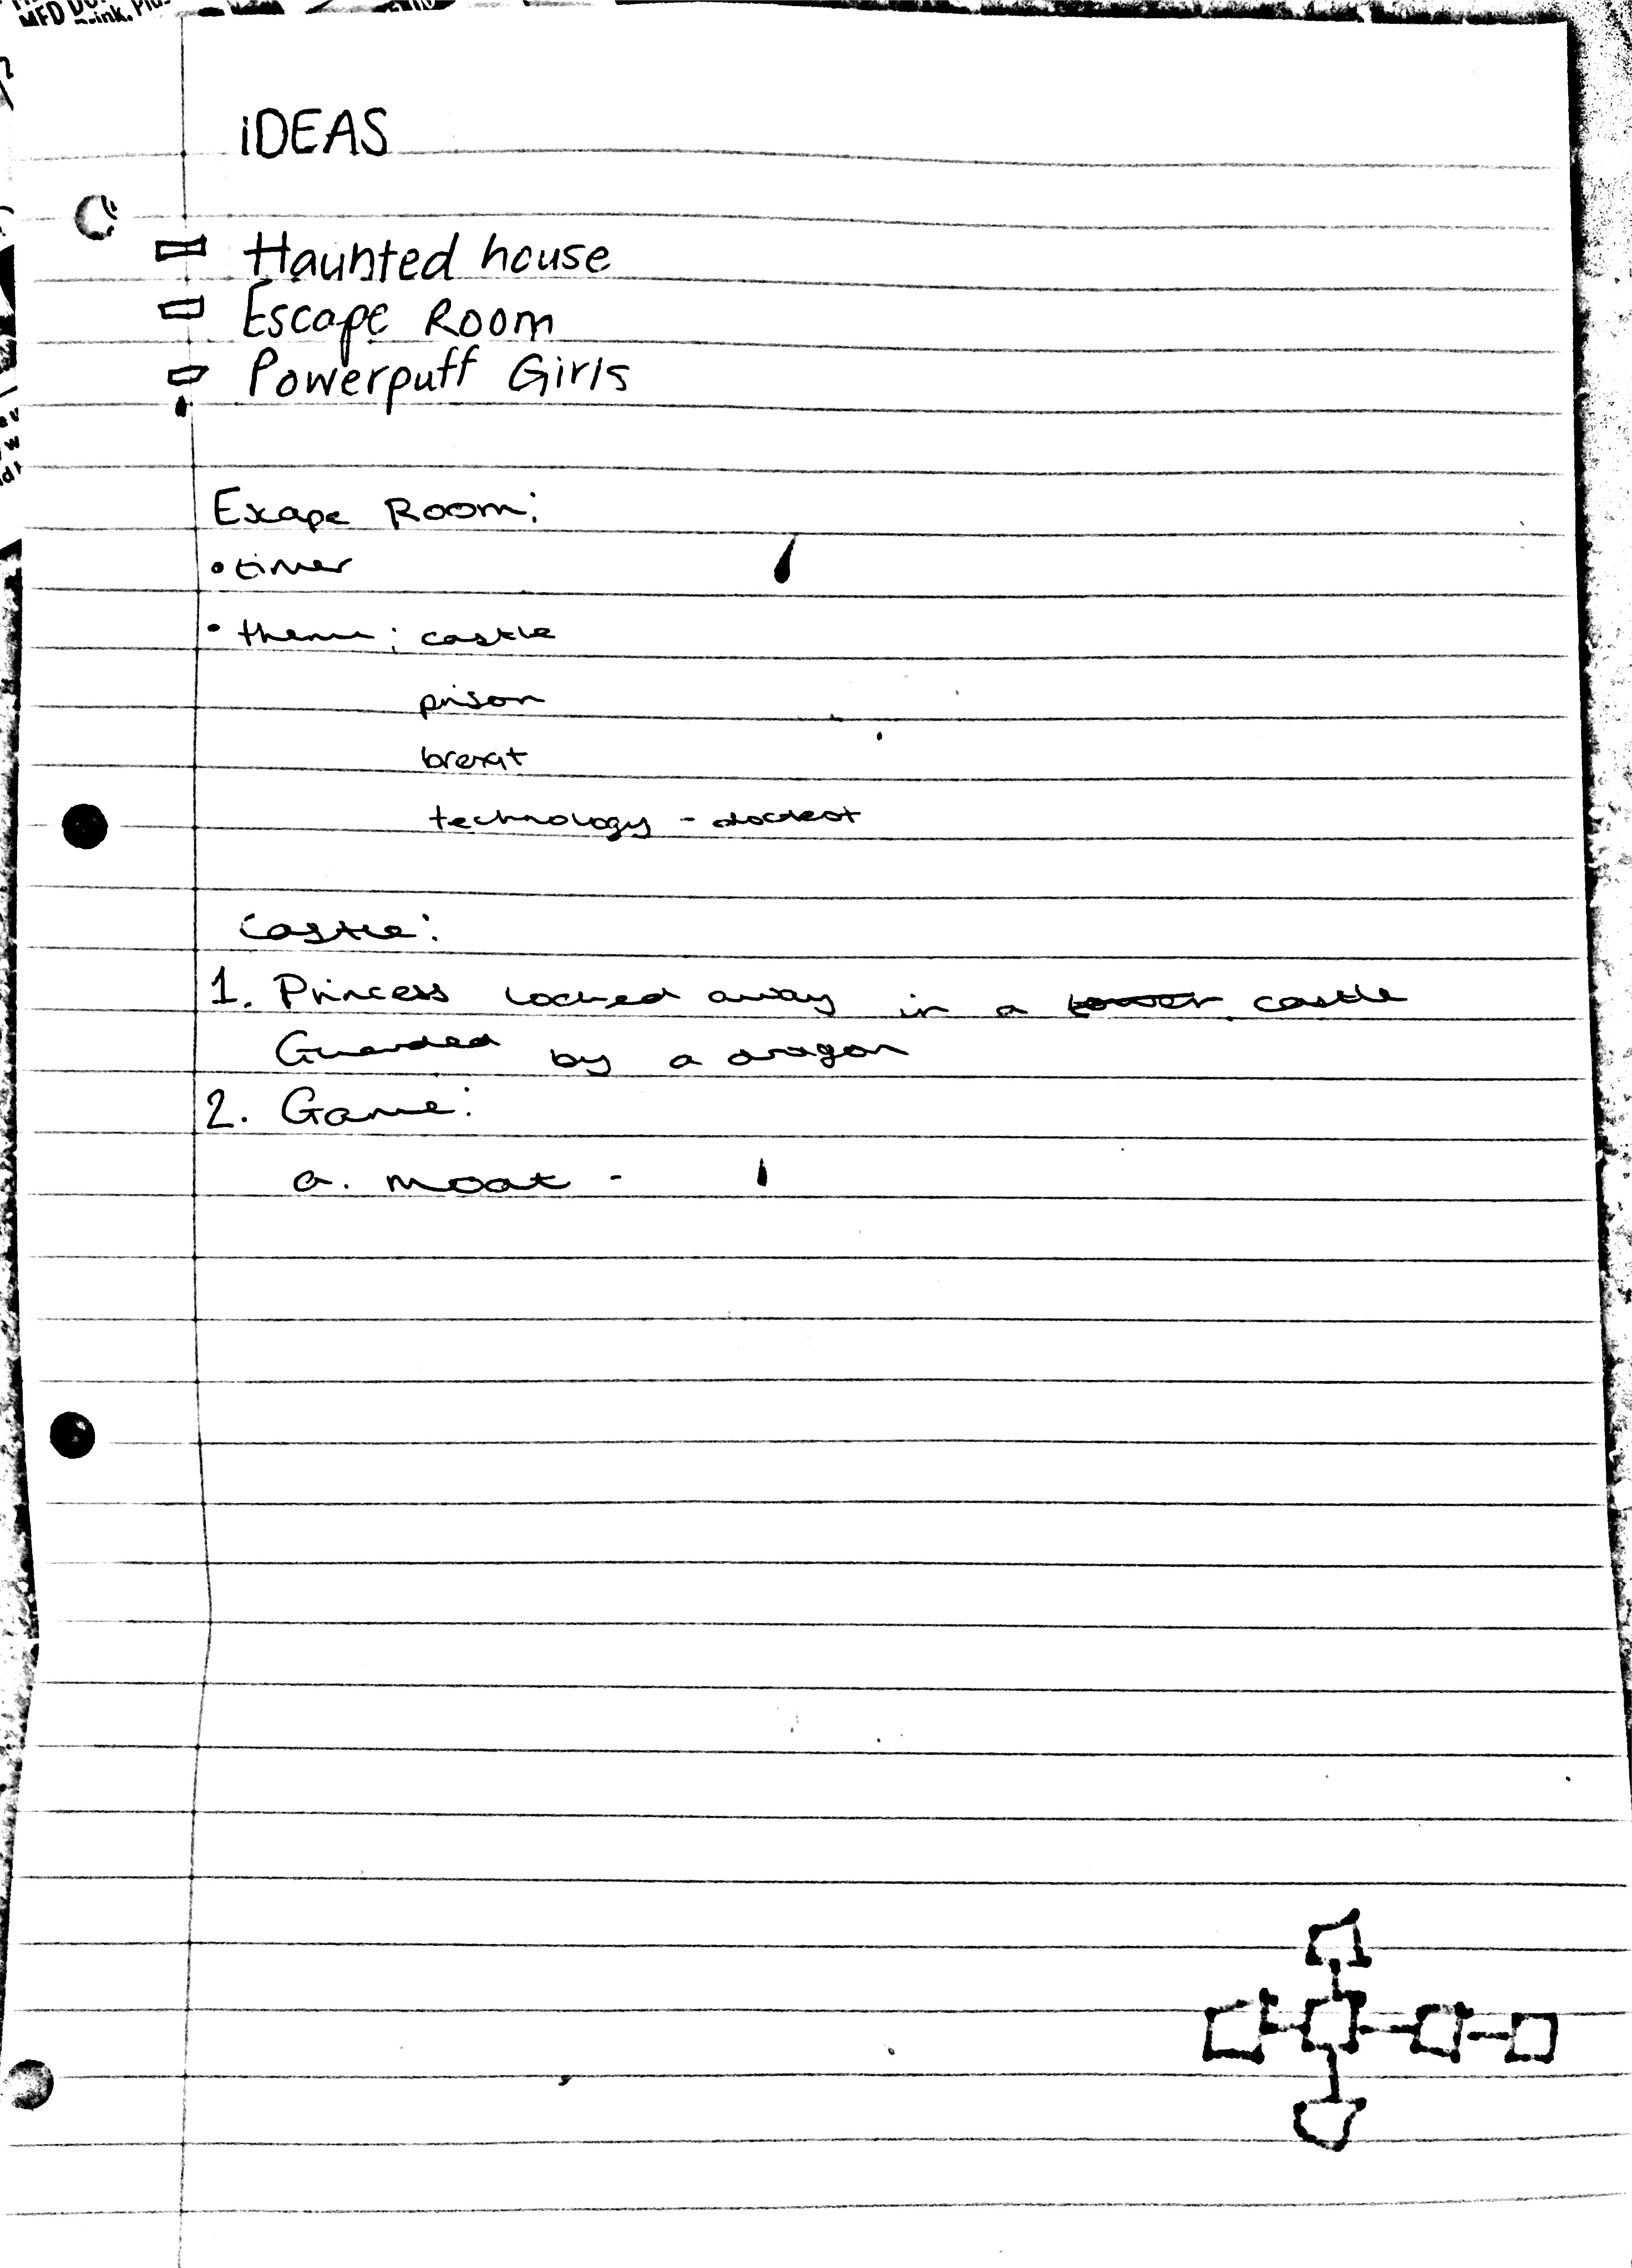 MFD
iDEAS
Haunted house
Escape Room
Powerpuff Girls
Escape Room:
• timer
• theme: castle
prison
brexit
technology -
Castle:
1. Princess locked away in a tower castle
Guarded by a dragon
2. Game:
a. moat -